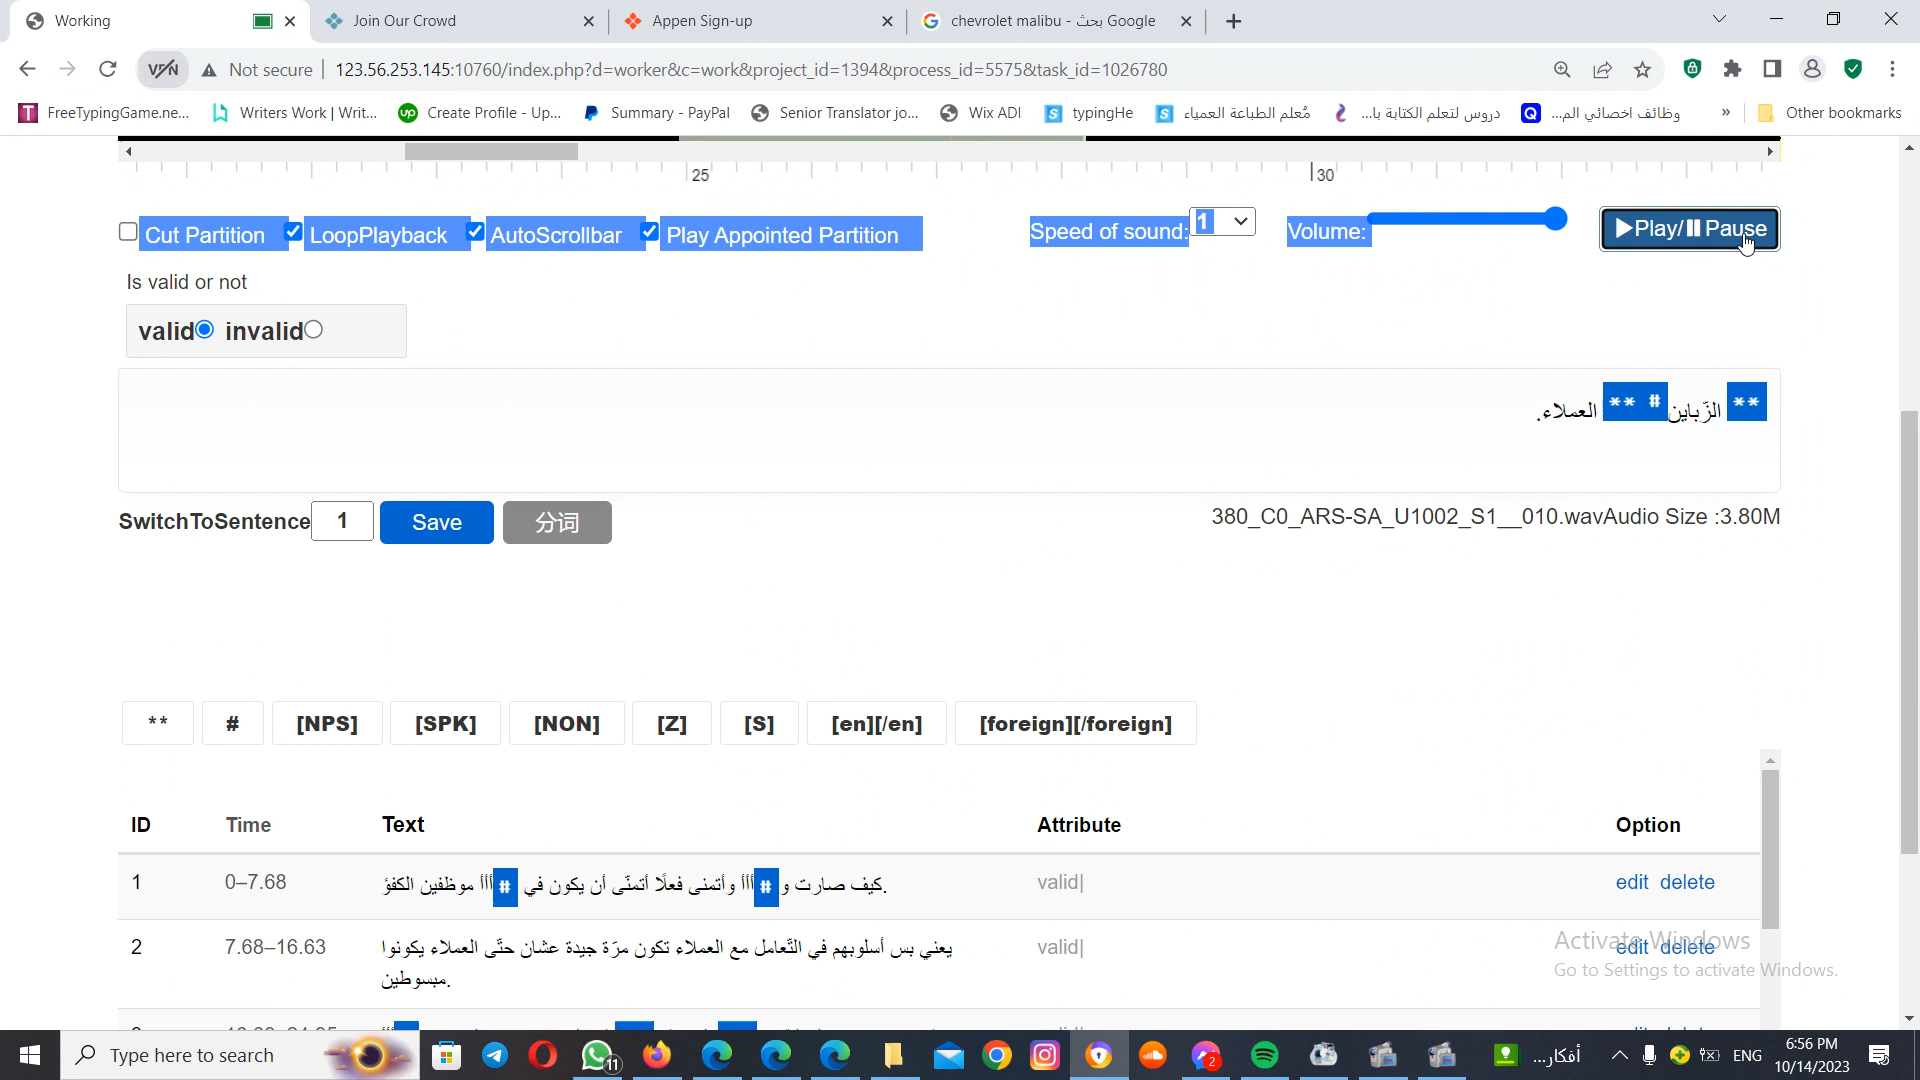 Working
Join Our Crowd
Appen Sign-up
chevrolet malibu - بحث Google
Not secure
123.56.253.145:10760/index.php?d=worker&c=work&project_id=1394&process_id=5575&task_id=1026780
FreeTypingGame.ne...
Writers Work | Writ...
Create Profile - Up...
Summary - PayPal
Senior Translator jo...
Wix ADI
typingHe
مُعلم الطباعة العمياء
دروس لتعلم الكتابة با...
وظائف اخصائي الم...
»
Other bookmarks
25
30
Cut Partition LoopPlayback AutoScrollbar Play Appointed Partition
Speed of sound: 1
Volume:
Play/ Pause
Is valid or not
valid invalid
** الزّباين # ** العملاء.
SwitchToSentence 1 Save 分词
380_C0_ARS-SA_U1002_S1__010.wavAudio Size :3.80M
** # [NPS] [SPK] [NON] [Z] [S] [en][/en] [foreign][/foreign]
ID Time Text Attribute Option
1 0–7.68 كيف صارت و # أأأ وأتمنى فعلًا أتمنّى أن يكون في # أأأ موظفين الكفؤ. valid| edit delete
2 7.68–16.63 يعني بس أسلوبهم في التّعامل مع العملاء تكون مرّة جيدة عشان حتّى العملاء يكونوا valid| edit delete
مبسوطين.
Activate Windows
Go to Settings to activate Windows.
Type here to search
11
2
أفكار...
ENG
6:56 PM
10/14/2023